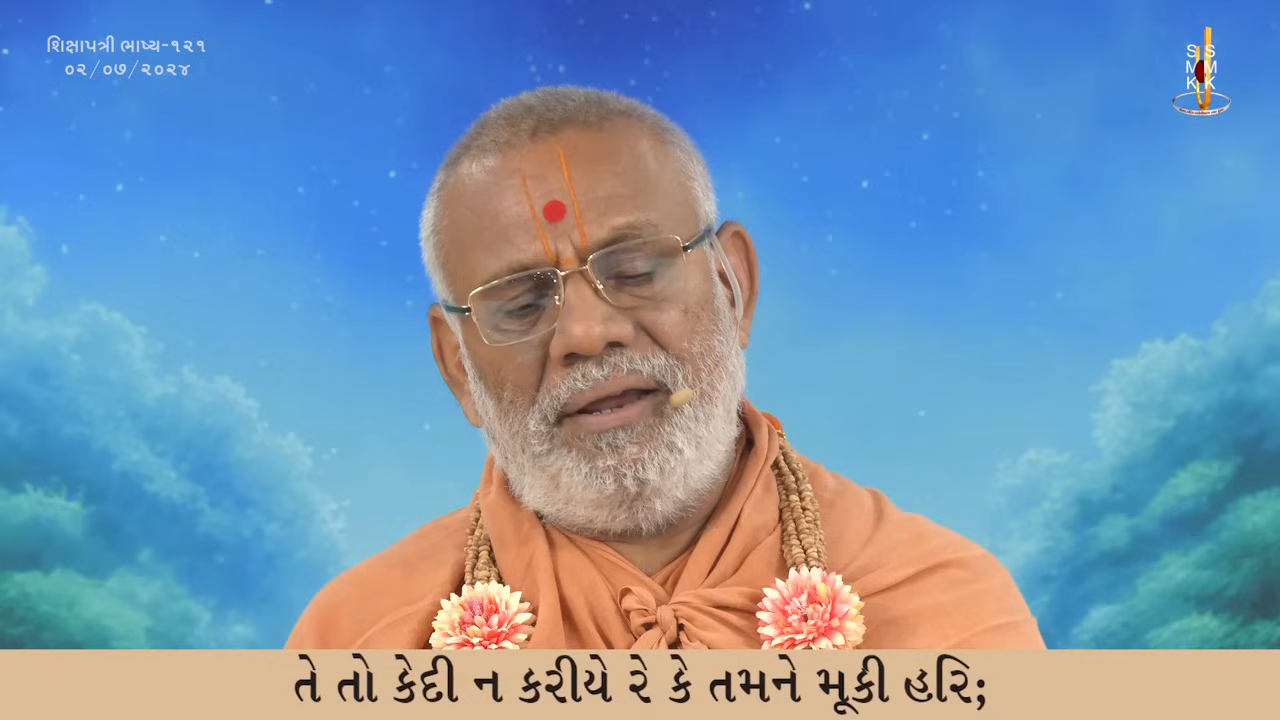 શિક્ષાપત્રી ભાષ્ય-૧૨૧
૦૨/૦૭/૨૦૨૪
S S
M M
K K
તે તો કેદી ન કરીયે રે કે તમને મૂકી હરિ;